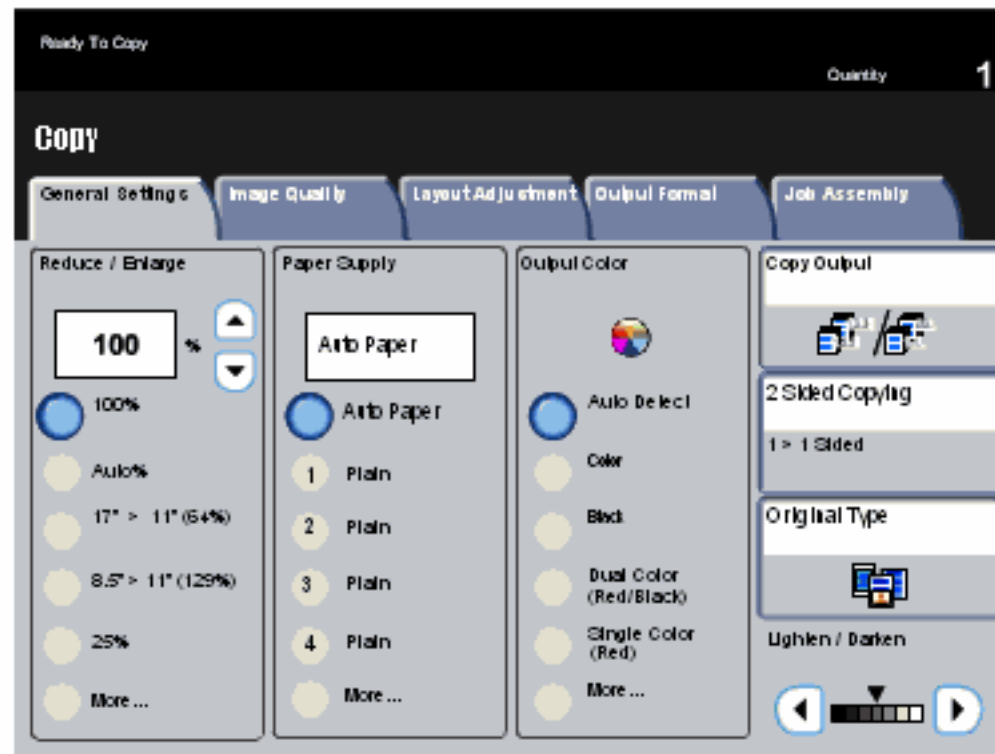 Ready To Copy
Quantity 1
Copy
General Settings
Image Quality
Layout Adjustment
Output Format
Job Assembly
Reduce / Enlarge
100 %
100%
Auto%
17" > 11" (64%)
8.5" > 11" (129%)
25%
More...
Paper Supply
Auto Paper
Auto Paper
1 Plain
2 Plain
3 Plain
4 Plain
More...
Output Color
Auto Detect
Color
Black
Dual Color
(Red/Black)
Single Color
(Red)
More...
Copy Output
2 Sided Copying
1 > 1 Sided
Original Type
Lighten / Darken